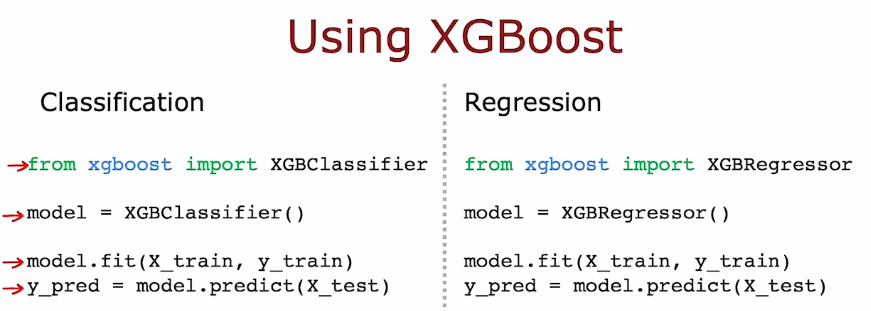 Using XGBoost
Classification
from xgboost import XGBClassifier
model = XGBClassifier()
model.fit(X_train, y_train)
y_pred = model.predict(X_test)
Regression
from xgboost import XGBRegressor
model = XGBRegressor()
model.fit(X_train, y_train)
y_pred = model.predict(X_test)